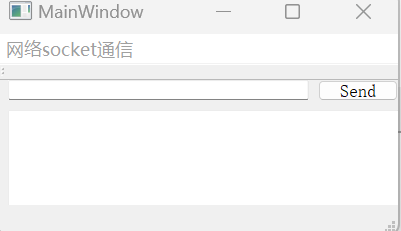 MainWindow
网络socket通信
Send